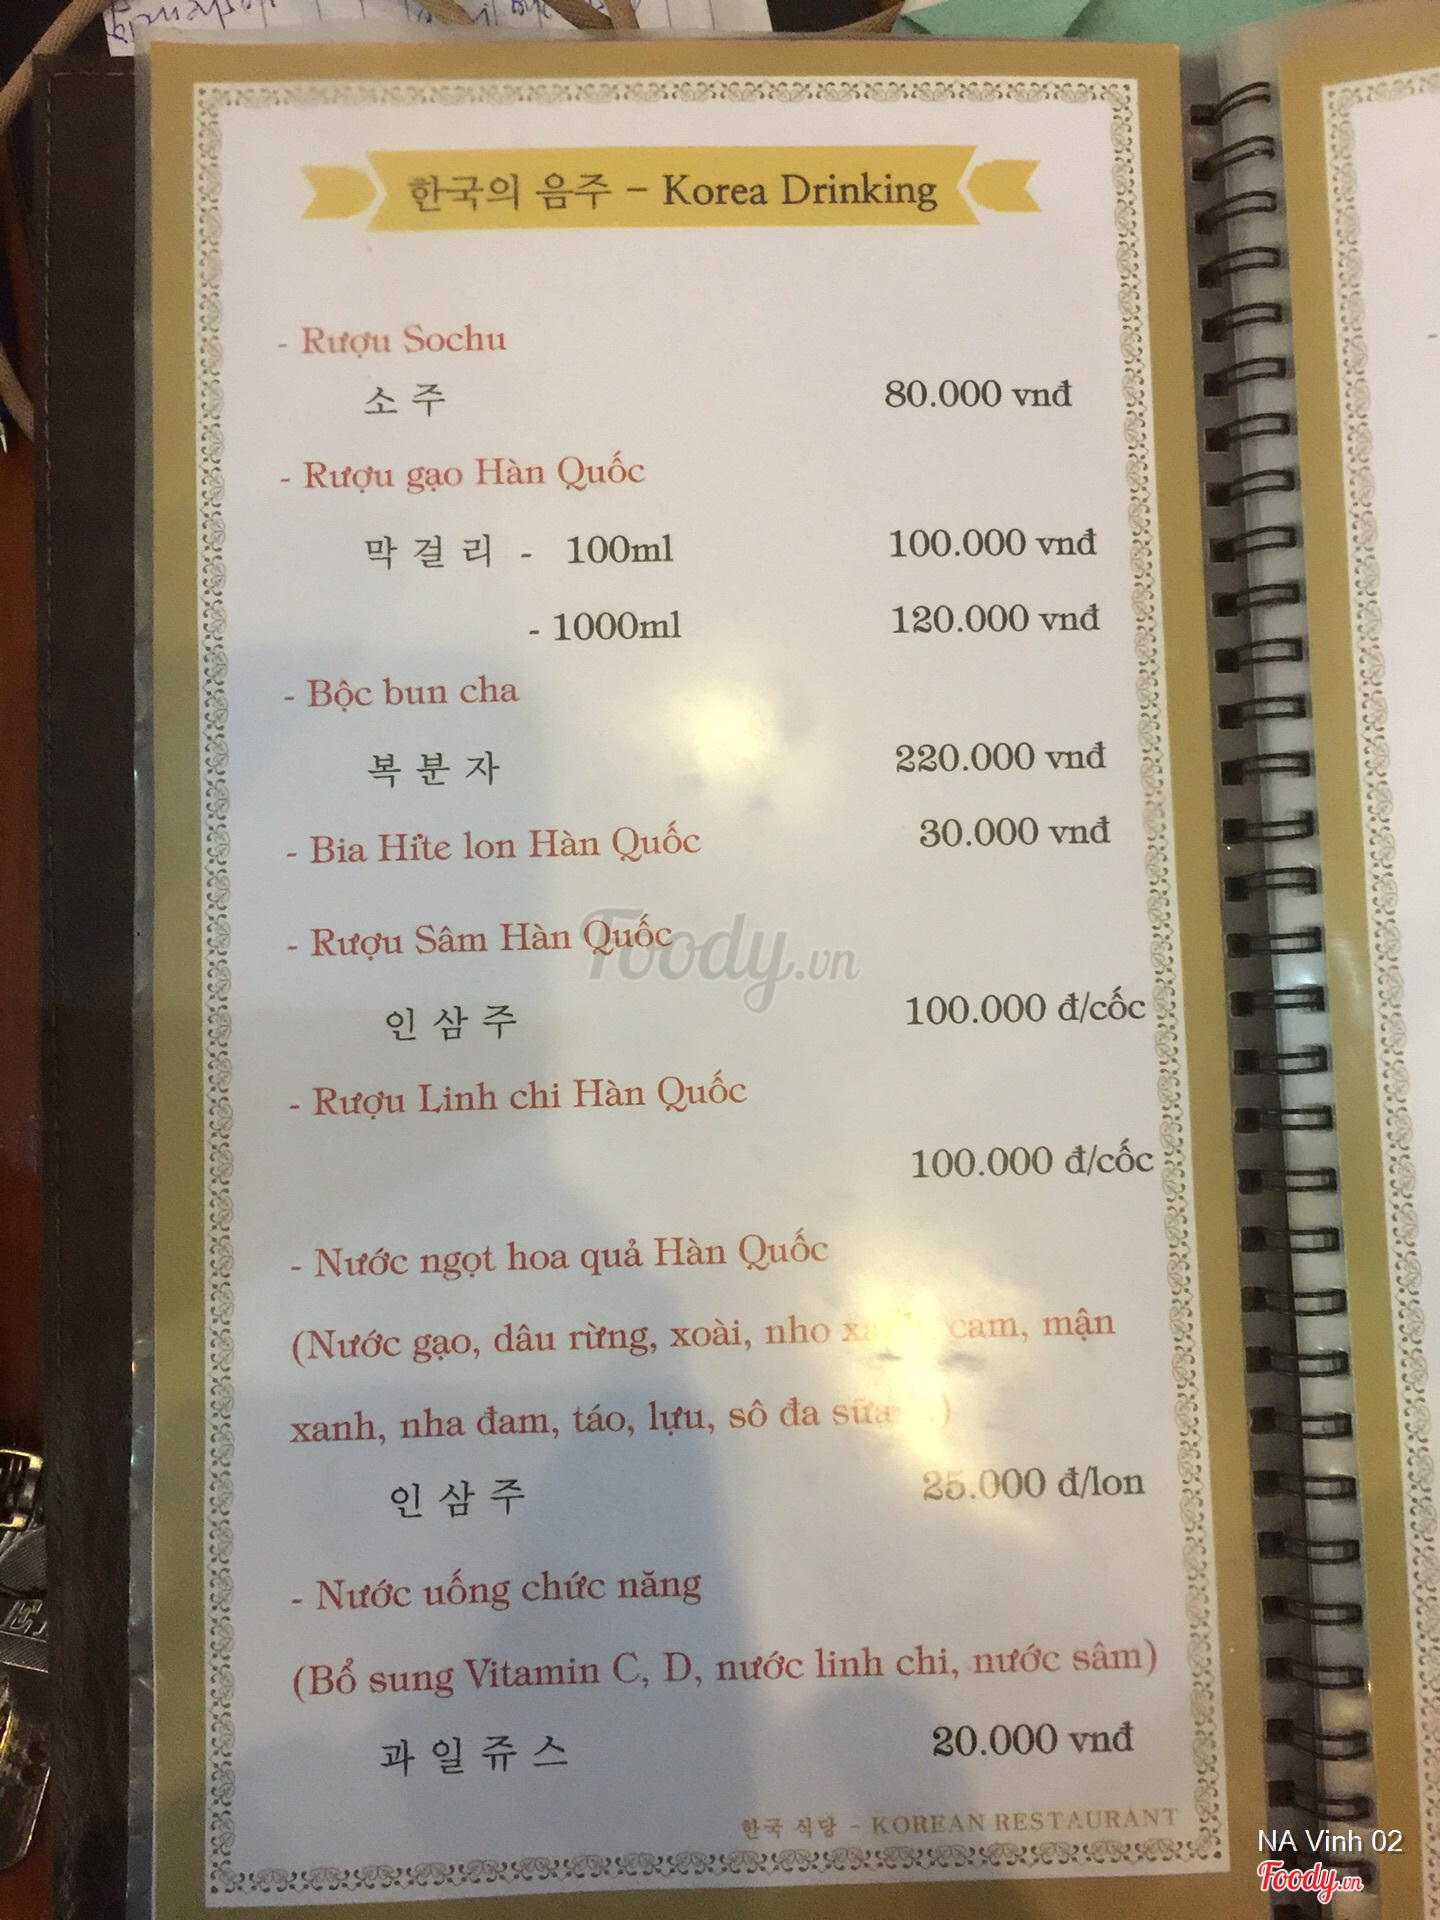 한국의 음주 - Korea Drinking
- Rượu Sochu
소주 80.000 vnđ
- Rượu gạo Hàn Quốc
막걸리 - 100ml 100.000 vnđ
- 1000ml 120.000 vnđ
- Bộc bun cha
복분자 220.000 vnđ
- Bia Hite lon Hàn Quốc 30.000 vnđ
- Rượu Sâm Hàn Quốc
Foody.vn
인삼주 100.000 đ/cốc
- Rượu Linh chi Hàn Quốc
100.000 đ/cốc
- Nước ngọt hoa quả Hàn Quốc
(Nước gạo, dâu rừng, xoài, nho xanh, cam, mận
xanh, nha đam, táo, lựu, sô đa sữa...)
인삼주 25.000 đ/lon
- Nước uống chức năng
(Bổ sung Vitamin C, D, nước linh chi, nước sâm)
과일쥬스 20.000 vnđ
한국 식당 - KOREAN RESTAURANT
NA Vinh 02
Foody.vn